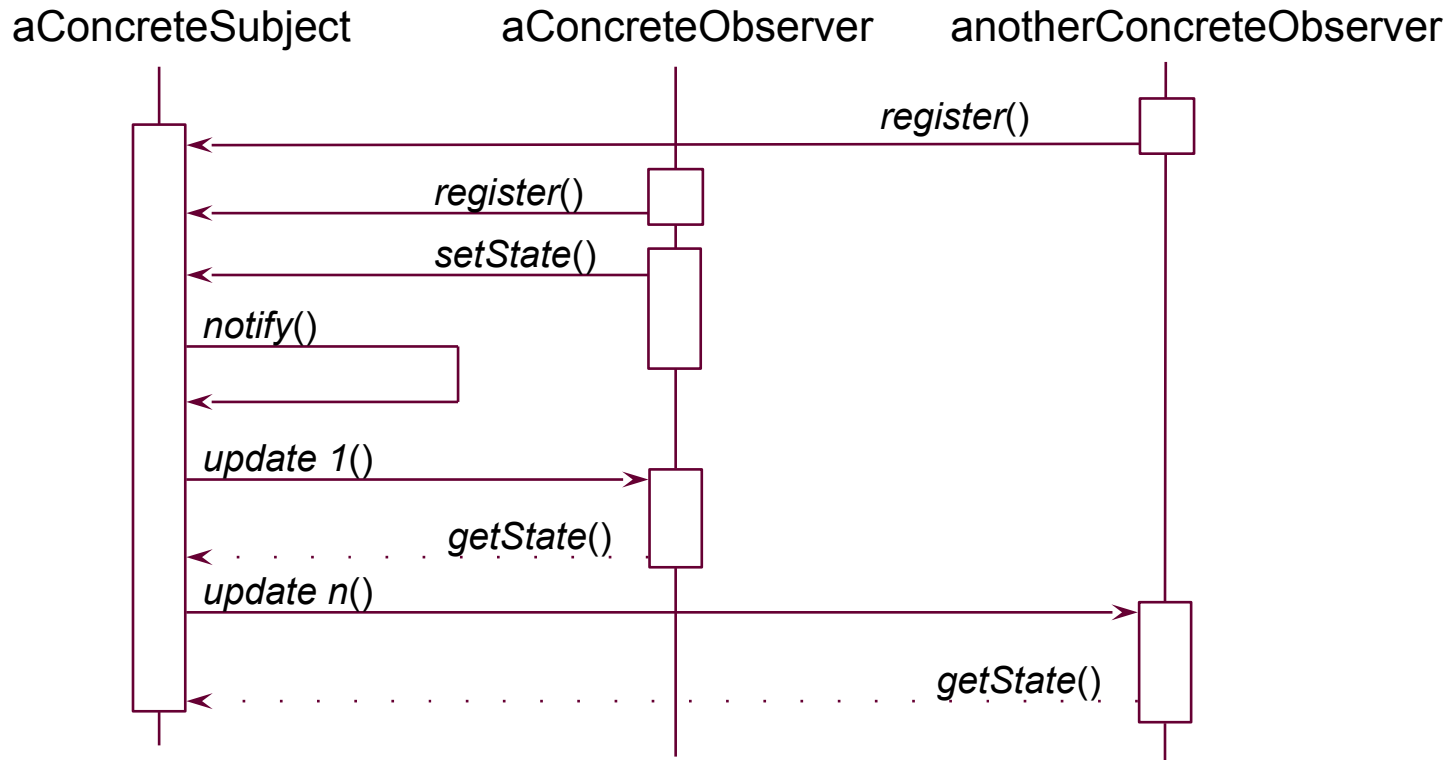 aConcreteSubject
aConcreteObserver
anotherConcreteObserver
register()
register()
setState()
notify()
update 1()
getState()
update n()
getState()